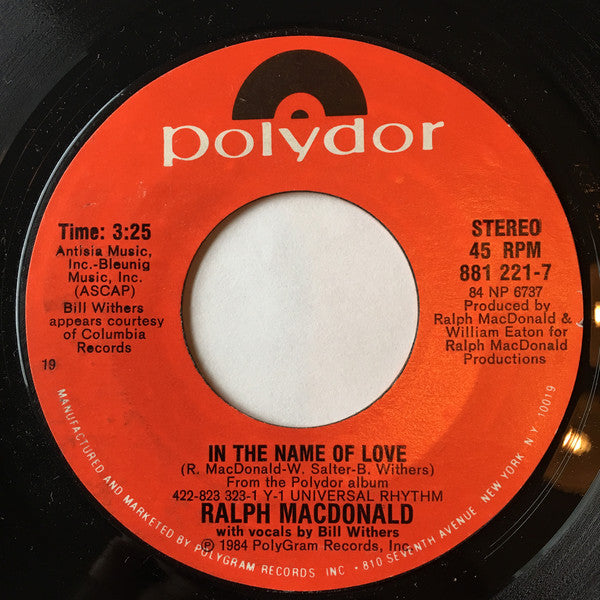 polydor
Time: 3:25
Antisia Music,
Inc.-Bleunig
Music, Inc.
(ASCAP)
Bill Withers
appears courtesy
of Columbia
Records
19
STEREO
45 RPM
881 221-7
84 NP 6737
Produced by
Ralph MacDonald &
William Eaton for
Ralph MacDonald
Productions
IN THE NAME OF LOVE
(R. MacDonald-W. Salter-B. Withers)
From the Polydor album
422-823 323-1 Y-1 UNIVERSAL RHYTHM
RALPH MACDONALD
with vocals by Bill Withers
℗ 1984 PolyGram Records, Inc.
MANUFACTURED AND MARKETED BY POLYGRAM RECORDS INC • 810 SEVENTH AVENUE NEW YORK, N.Y. 10019